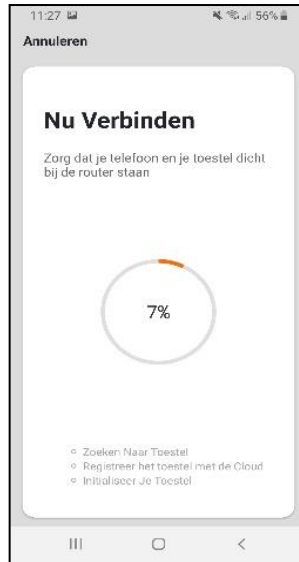 11:27 56%
Annuleren
Nu Verbinden
Zorg dat je telefoon en je toestel dicht
bij de router staan
7%
Zoeken Naar Toestel
Registreer het toestel met de Cloud
Initialiseer Je Toestel